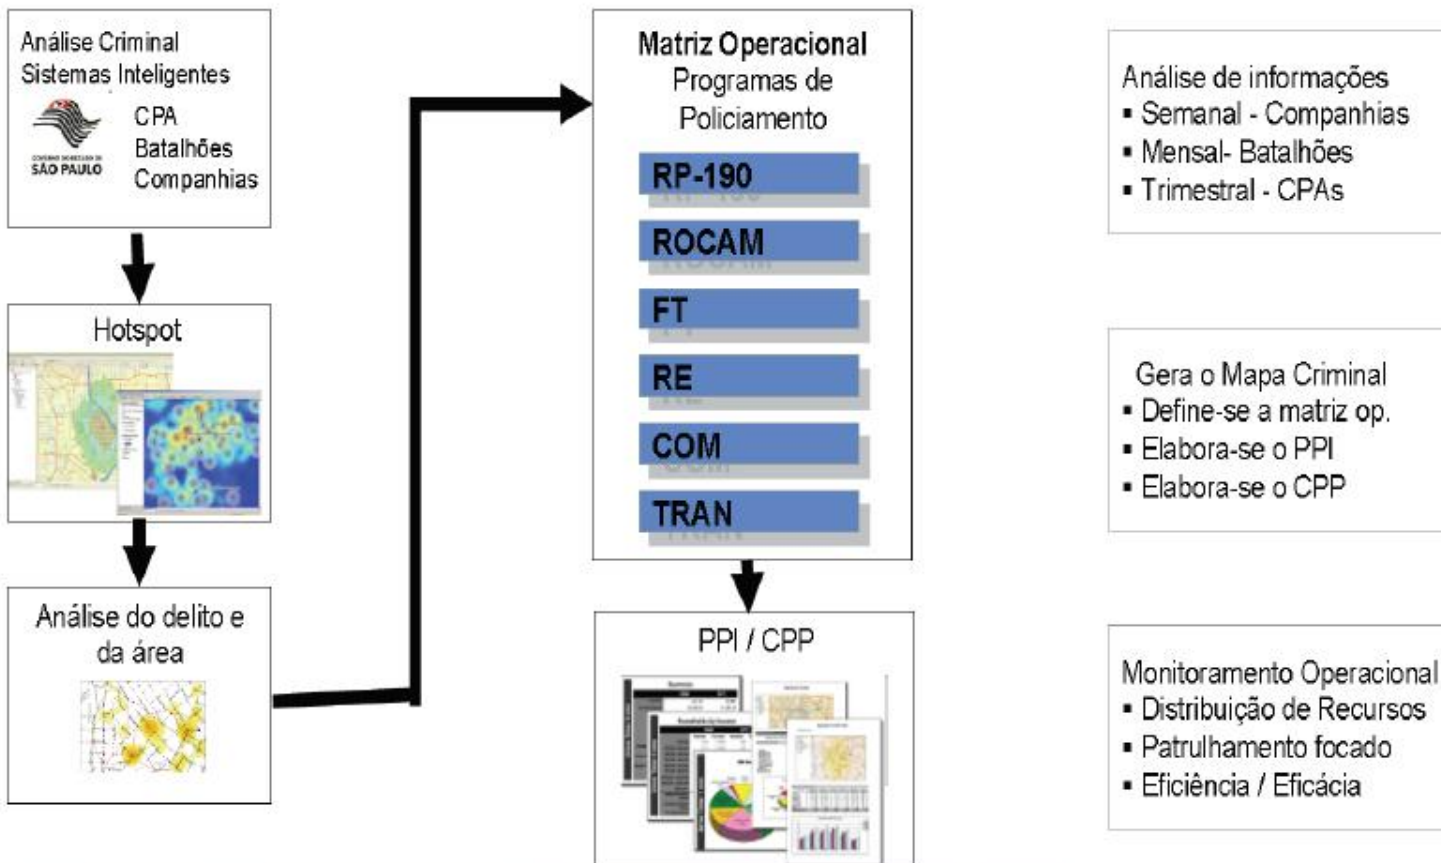 Análise Criminal
Sistemas Inteligentes
CPA
Batalhões
Companhias
SÃO PAULO
Hotspot
Análise do delito e
da área
Matriz Operacional
Programas de
Policiamento
RP-190
ROCAM
FT
RE
COM
TRAN
PPI / CPP
Análise de informações
▪ Semanal - Companhias
▪ Mensal- Batalhões
▪ Trimestral - CPAs
Gera o Mapa Criminal
▪ Define-se a matriz op.
▪ Elabora-se o PPI
▪ Elabora-se o CPP
Monitoramento Operacional
▪ Distribuição de Recursos
▪ Patrulhamento focado
▪ Eficiência / Eficácia